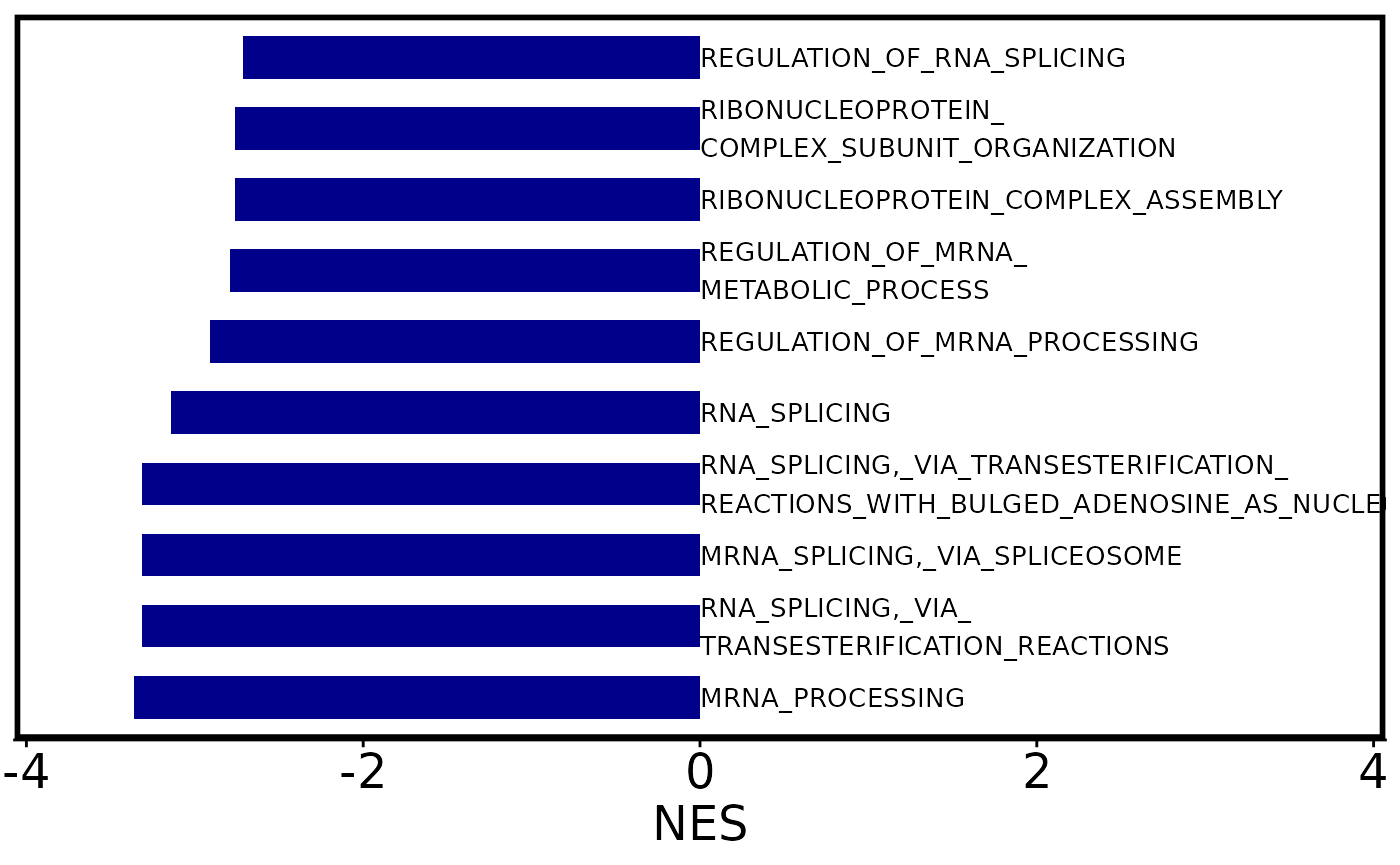 REGULATION_OF_RNA_SPLICING
RIBONUCLEOPROTEIN_
COMPLEX_SUBUNIT_ORGANIZATION
RIBONUCLEOPROTEIN_COMPLEX_ASSEMBLY
REGULATION_OF_MRNA_
METABOLIC_PROCESS
REGULATION_OF_MRNA_PROCESSING
RNA_SPLICING
RNA_SPLICING,_VIA_TRANSESTERIFICATION_
REACTIONS_WITH_BULGED_ADENOSINE_AS_NUCLE
MRNA_SPLICING,_VIA_SPLICEOSOME
RNA_SPLICING,_VIA_
TRANSESTERIFICATION_REACTIONS
MRNA_PROCESSING
-4 -2 0 2 4
NES